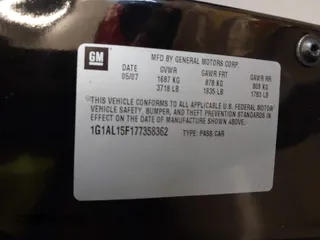 GM
MFD BY GENERAL MOTORS CORP.
DATE GVWR GAWR FRT GAWR RR
05/07 1687 KG 878 KG 809 KG
3718 LB 1935 LB 1783 LB
THIS VEHICLE CONFORMS TO ALL APPLICABLE U.S. FEDERAL MOTOR
VEHICLE SAFETY, BUMPER, AND THEFT PREVENTION STANDARDS IN
EFFECT ON THE DATE OF MANUFACTURE SHOWN ABOVE.
1G1AL15F177358362 TYPE: PASS CAR